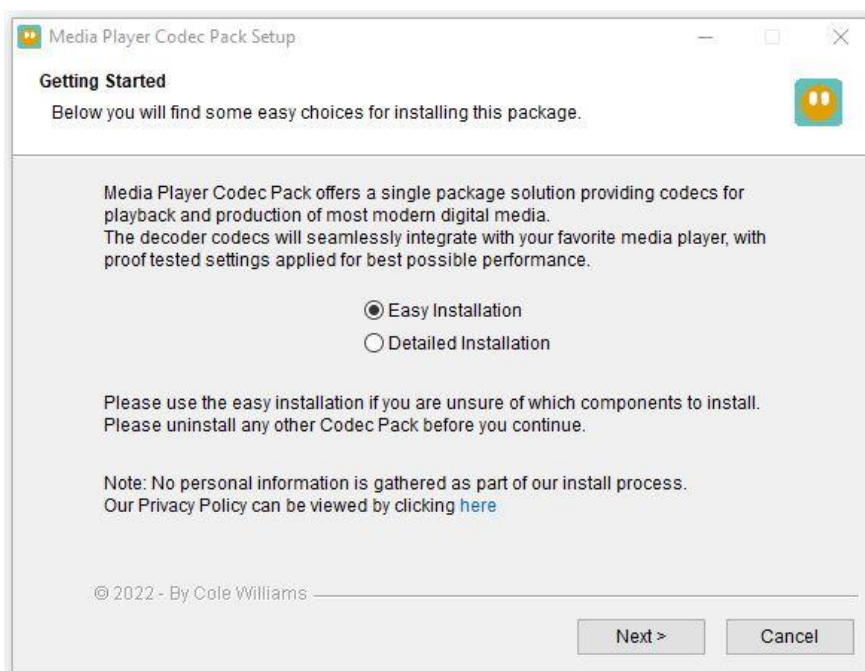 Media Player Codec Pack Setup
Getting Started
Below you will find some easy choices for installing this package.
Media Player Codec Pack offers a single package solution providing codecs for
playback and production of most modern digital media.
The decoder codecs will seamlessly integrate with your favorite media player, with
proof tested settings applied for best possible performance.
Easy Installation
Detailed Installation
Please use the easy installation if you are unsure of which components to install.
Please uninstall any other Codec Pack before you continue.
Note: No personal information is gathered as part of our install process.
Our Privacy Policy can be viewed by clicking here
© 2022 - By Cole Williams
Next >
Cancel